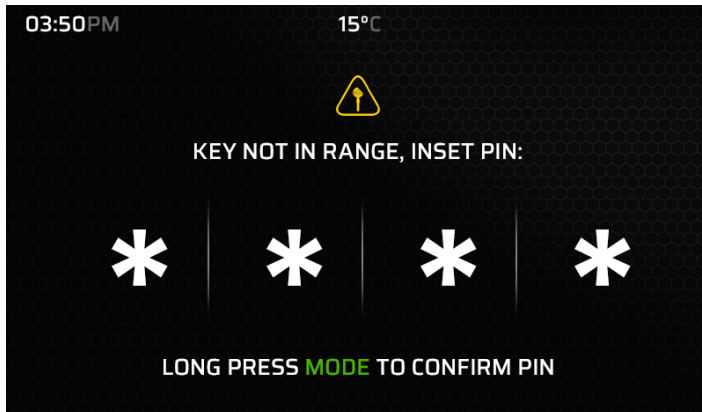 03:50PM 15°C
KEY NOT IN RANGE, INSET PIN:
* * * *
LONG PRESS MODE TO CONFIRM PIN